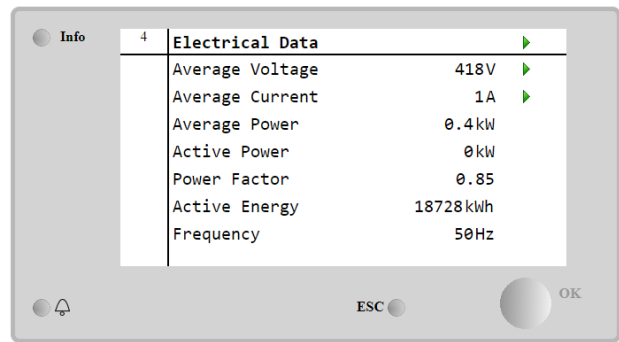 Info
4 Electrical Data
Average Voltage 418V
Average Current 1A
Average Power 0.4kW
Active Power 0kW
Power Factor 0.85
Active Energy 18728kWh
Frequency 50Hz
ESC
OK